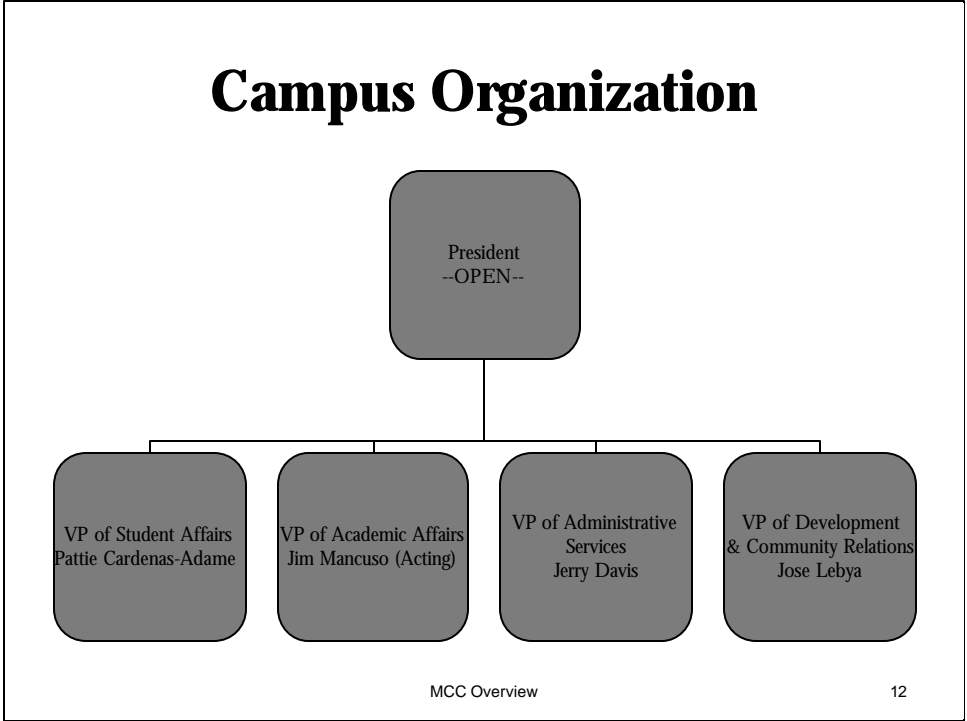 Campus Organization
President
--OPEN--
VP of Student Affairs
Pattie Cardenas-Adame
VP of Academic Affairs
Jim Mancuso (Acting)
VP of Administrative
Services
Jerry Davis
VP of Development
& Community Relations
Jose Lebya
MCC Overview
12